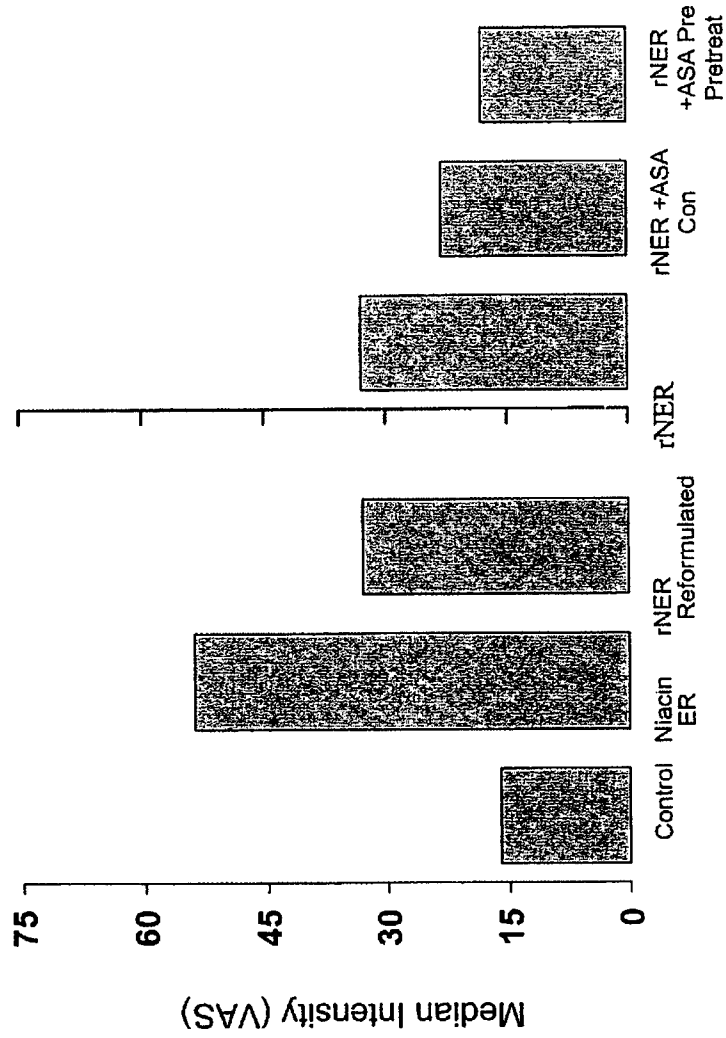 Median Intensity (VAS)
75
60
45
30
15
0
Control
Niacin
ER
rNER
Reformulated
rNER
rNER +ASA
Con
rNER
+ASA Pre
Pretreat